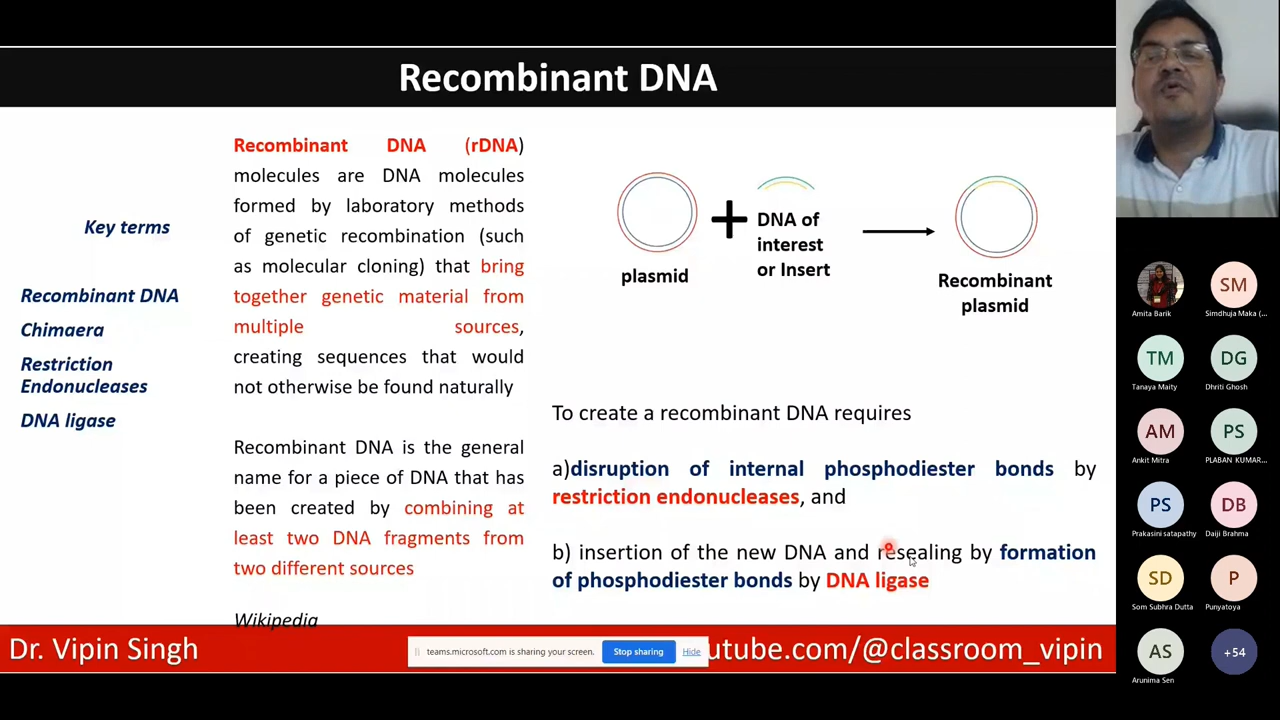 Recombinant DNA
Key terms
Recombinant DNA
Chimaera
Restriction
Endonucleases
DNA ligase
Recombinant DNA (rDNA)
molecules are DNA molecules
formed by laboratory methods
of genetic recombination (such
as molecular cloning) that bring
together genetic material from
multiple sources,
creating sequences that would
not otherwise be found naturally
Recombinant DNA is the general
name for a piece of DNA that has
been created by combining at
least two DNA fragments from
two different sources
Wikipedia
plasmid
+
DNA of
interest
or Insert
Recombinant
plasmid
To create a recombinant DNA requires
a)disruption of internal phosphodiester bonds by
restriction endonucleases, and
b) insertion of the new DNA and resealing by formation
of phosphodiester bonds by DNA ligase
Dr. Vipin Singh
teams.microsoft.com is sharing your screen.
Stop sharing
Hide
utube.com/@classroom_vipin
Amita Barik
SM
Simdhuja Maka (...
TM
Tanaya Maity
DG
Dhriti Ghosh
AM
Ankit Mitra
PS
PLABAN KUMAR...
PS
Prakasini satapathy
DB
Daiji Brahma
SD
Som Subhra Dutta
P
Punyatoya
AS
Arunima Sen
+54